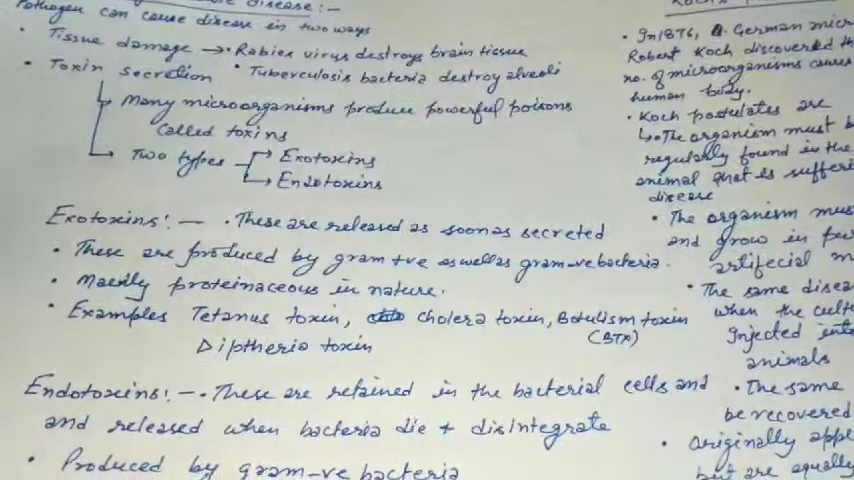 disease :-
Pathogen can cause disease in two ways
• Tissue damage → • Rabies virus destroys brain tissue
• Tuberculosis bacteria destroy alveoli
• Toxin secretion
Many microorganisms produce powerful poisons
called toxins
Two types → Exotoxins
→ Endotoxins
Exotoxins :- • These are released as soon as secreted
• These are produced by gram +ve as well as gram -ve bacteria.
• Mainly proteinaceous in nature.
• Examples Tetanus toxin, cholera toxin, Botulism toxin
(BTX)
Diptheria toxin
Endotoxins :- • These are retained in the bacterial cells and
and released when bacteria die + disintegrate
• Produced by gram -ve bacteria
• In 1876, a German
Robert Koch discovered
no. of microorganisms
human body.
• Koch postulates are
The organism must
regularly found in the
animal that is
disease
• The organism
and grow in
artifecial
• The same
when the
Injected
animals
• The same
be recovered
• Originally
but are equally